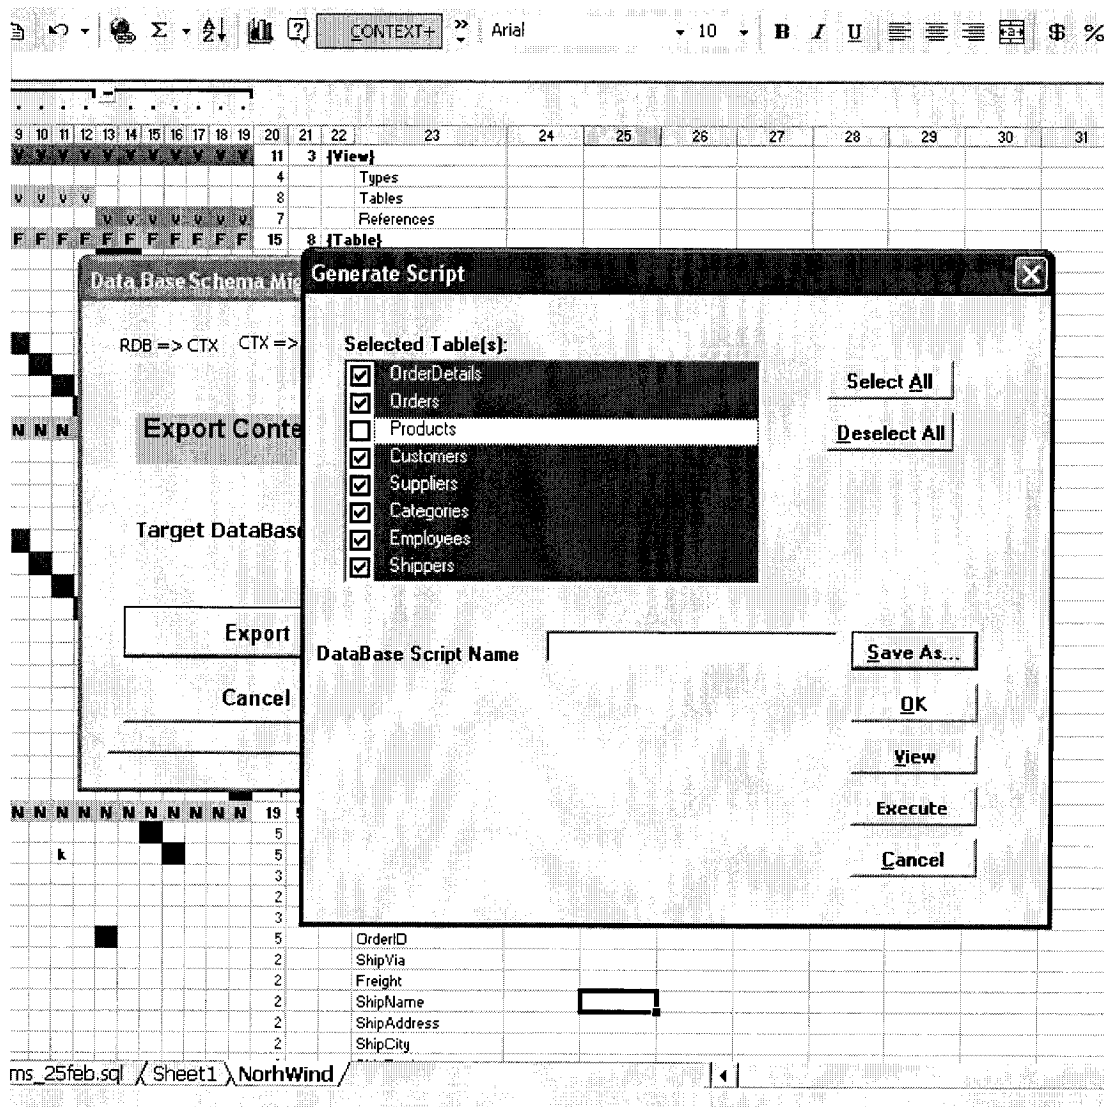 Σ CONTEXT+ » Arial 10 B I U $ %
9 10 11 12 13 14 15 16 17 18 19 20 21 22 23 24 25 26 27 28 29 30 31
v v v v v v v v v v v 11 3 {View}
4 Types
v v v v 8 Tables
v v v v v v v 7 References
F F F F F F F F F F F 15 8 {Table}
Data Base Schema Mig
Generate Script
RDB => CTX CTX =>
Selected Table(s):
OrderDetails
Select All
Orders
N N N
Export Conte
Products
Deselect All
Customers
Suppliers
Categories
Target DataBase
Employees
Shippers
Export
DataBase Script Name
Save As...
Cancel
OK
View
Execute
N N N N N N N N N N N 19
5
k 5
Cancel
3
2
3
5 OrderID
2 ShipVia
2 Freight
2 ShipName
2 ShipAddress
2 ShipCity
ms_25feb.sql / Sheet1 \ NorhWind /